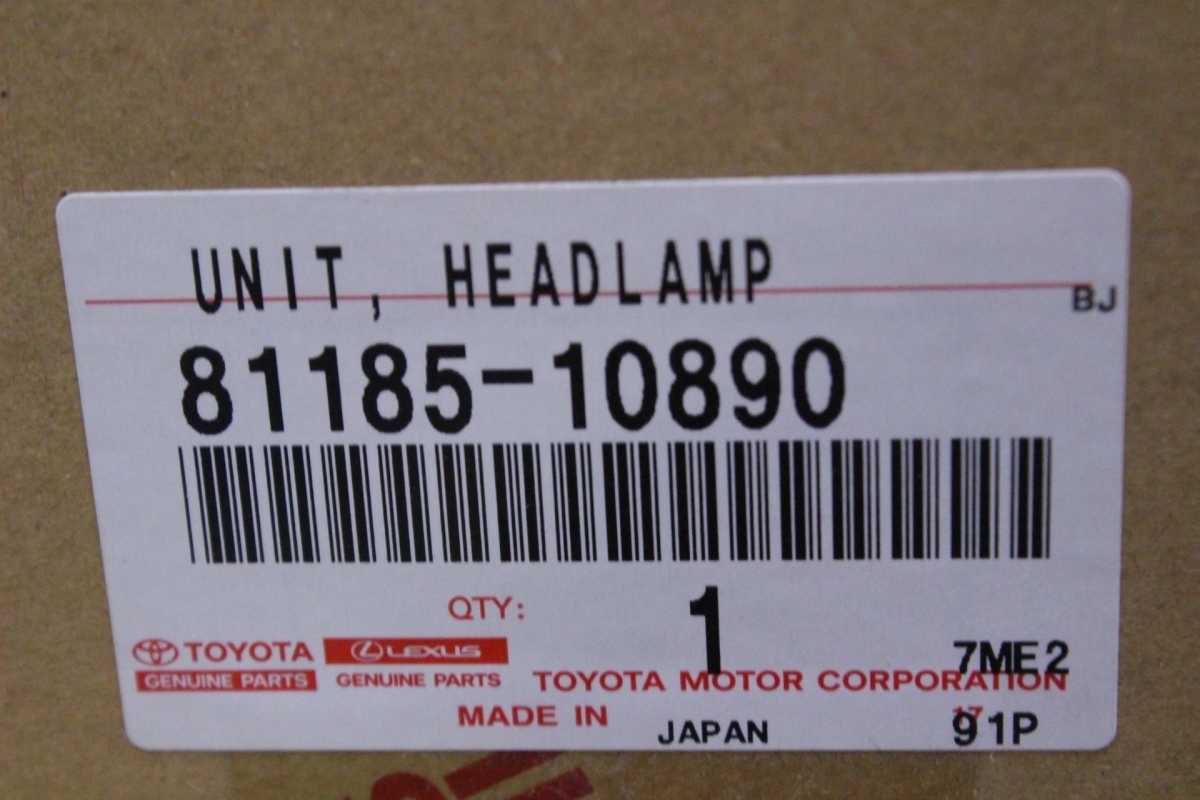 UNIT, HEADLAMP
BJ
81185-10890
QTY: 1
TOYOTA LEXUS 7ME2
GENUINE PARTS GENUINE PARTS TOYOTA MOTOR CORPORATION
MADE IN JAPAN 17
91P